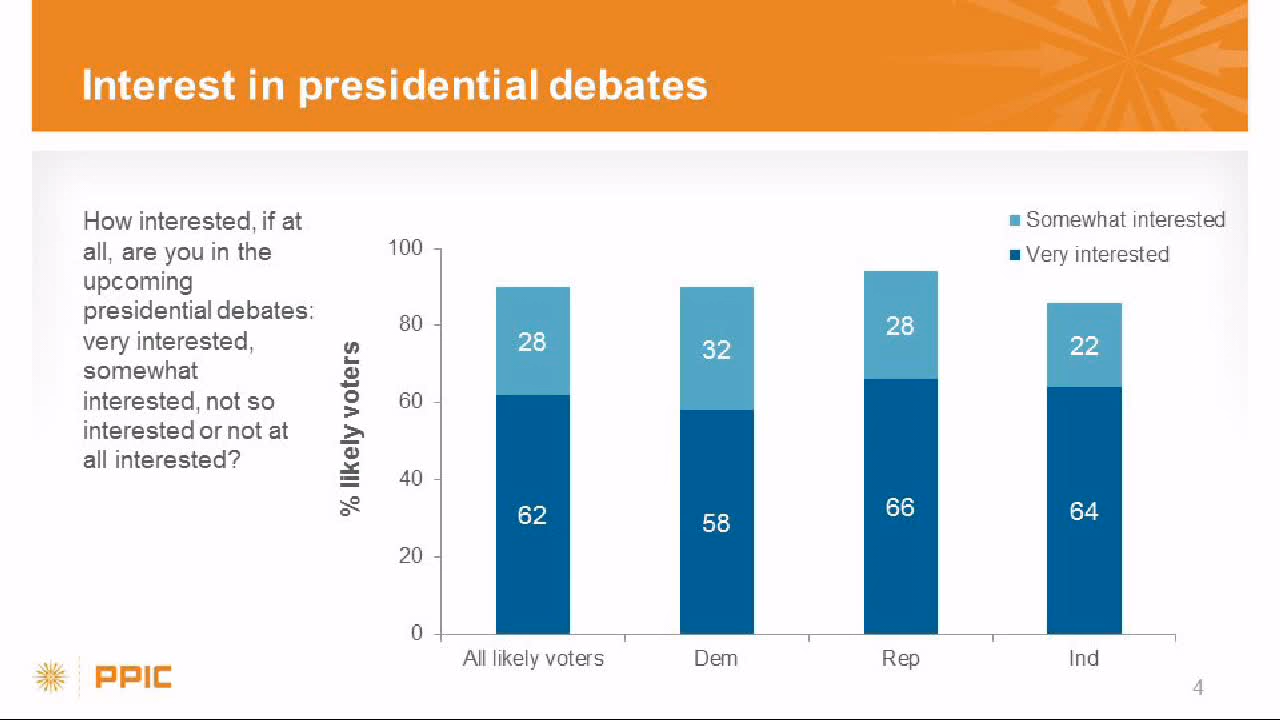 Interest in presidential debates
How interested, if at
all, are you in the
upcoming
presidential debates:
very interested,
somewhat
interested, not so
interested or not at
all interested?
Somewhat interested
Very interested
% likely voters
100
80
60
40
20
0
28
32
28
22
62
58
66
64
All likely voters
Dem
Rep
Ind
PPIC
4